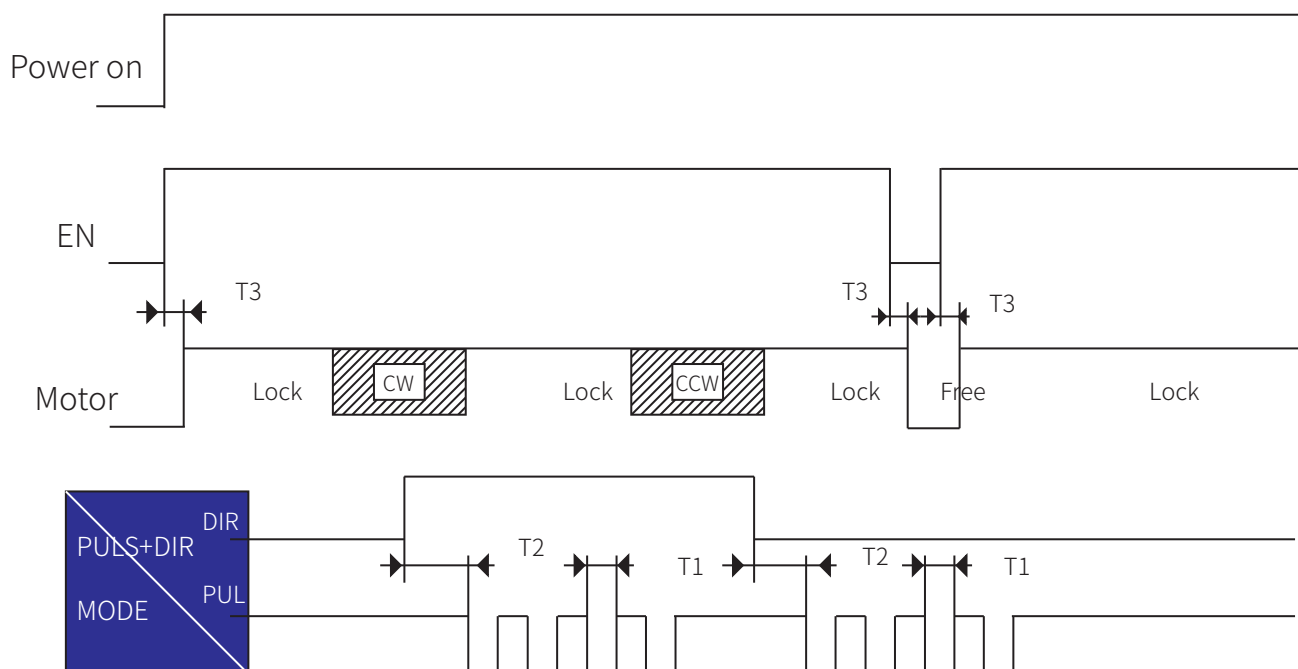 Power on
EN
T3
T3
T3
Motor
Lock
CW
Lock
CCW
Lock
Free
Lock
DIR
PULS+DIR
T2
T1
T2
T1
PUL
MODE